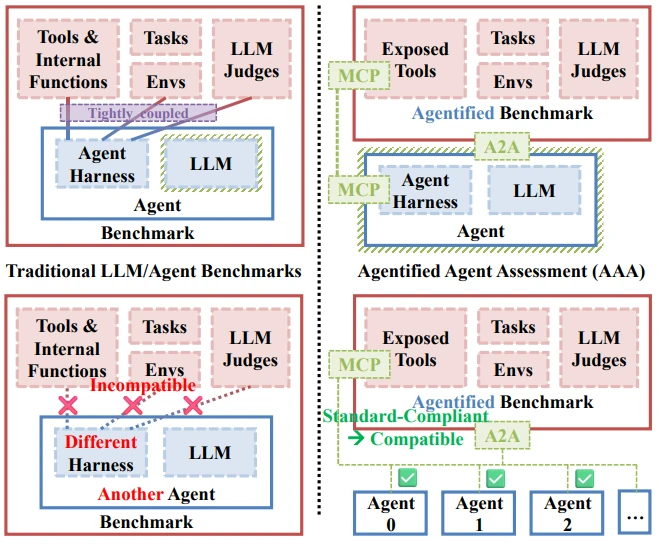 Tools &
Internal
Functions
Tasks
Envs
LLM
Judges
Tightly coupled
Agent
Harness
LLM
Agent
Benchmark
Traditional LLM/Agent Benchmarks
Exposed
Tools
Tasks
Envs
LLM
Judges
MCP
Agentified Benchmark
A2A
MCP
Agent
Harness
LLM
Agent
Agentified Agent Assessment (AAA)
Tools &
Internal
Functions
Tasks
Envs
LLM
Judges
Incompatible
Different
Harness
LLM
Another Agent
Benchmark
Exposed
Tools
Tasks
Envs
LLM
Judges
MCP
Agentified Benchmark
Standard-Compliant
→ Compatible
A2A
Agent
0
Agent
1
Agent
2
...